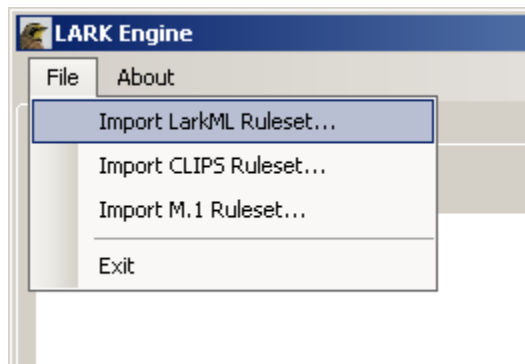 LARK Engine
File About
Import LarkML Ruleset...
Import CLIPS Ruleset...
Import M.1 Ruleset...
Exit